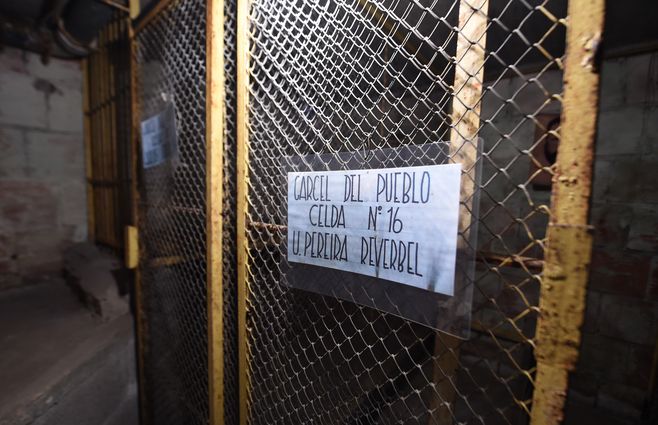 CARCEL DEL PUEBLO
CELDA Nº 16
U. PEREIRA REVERBEL